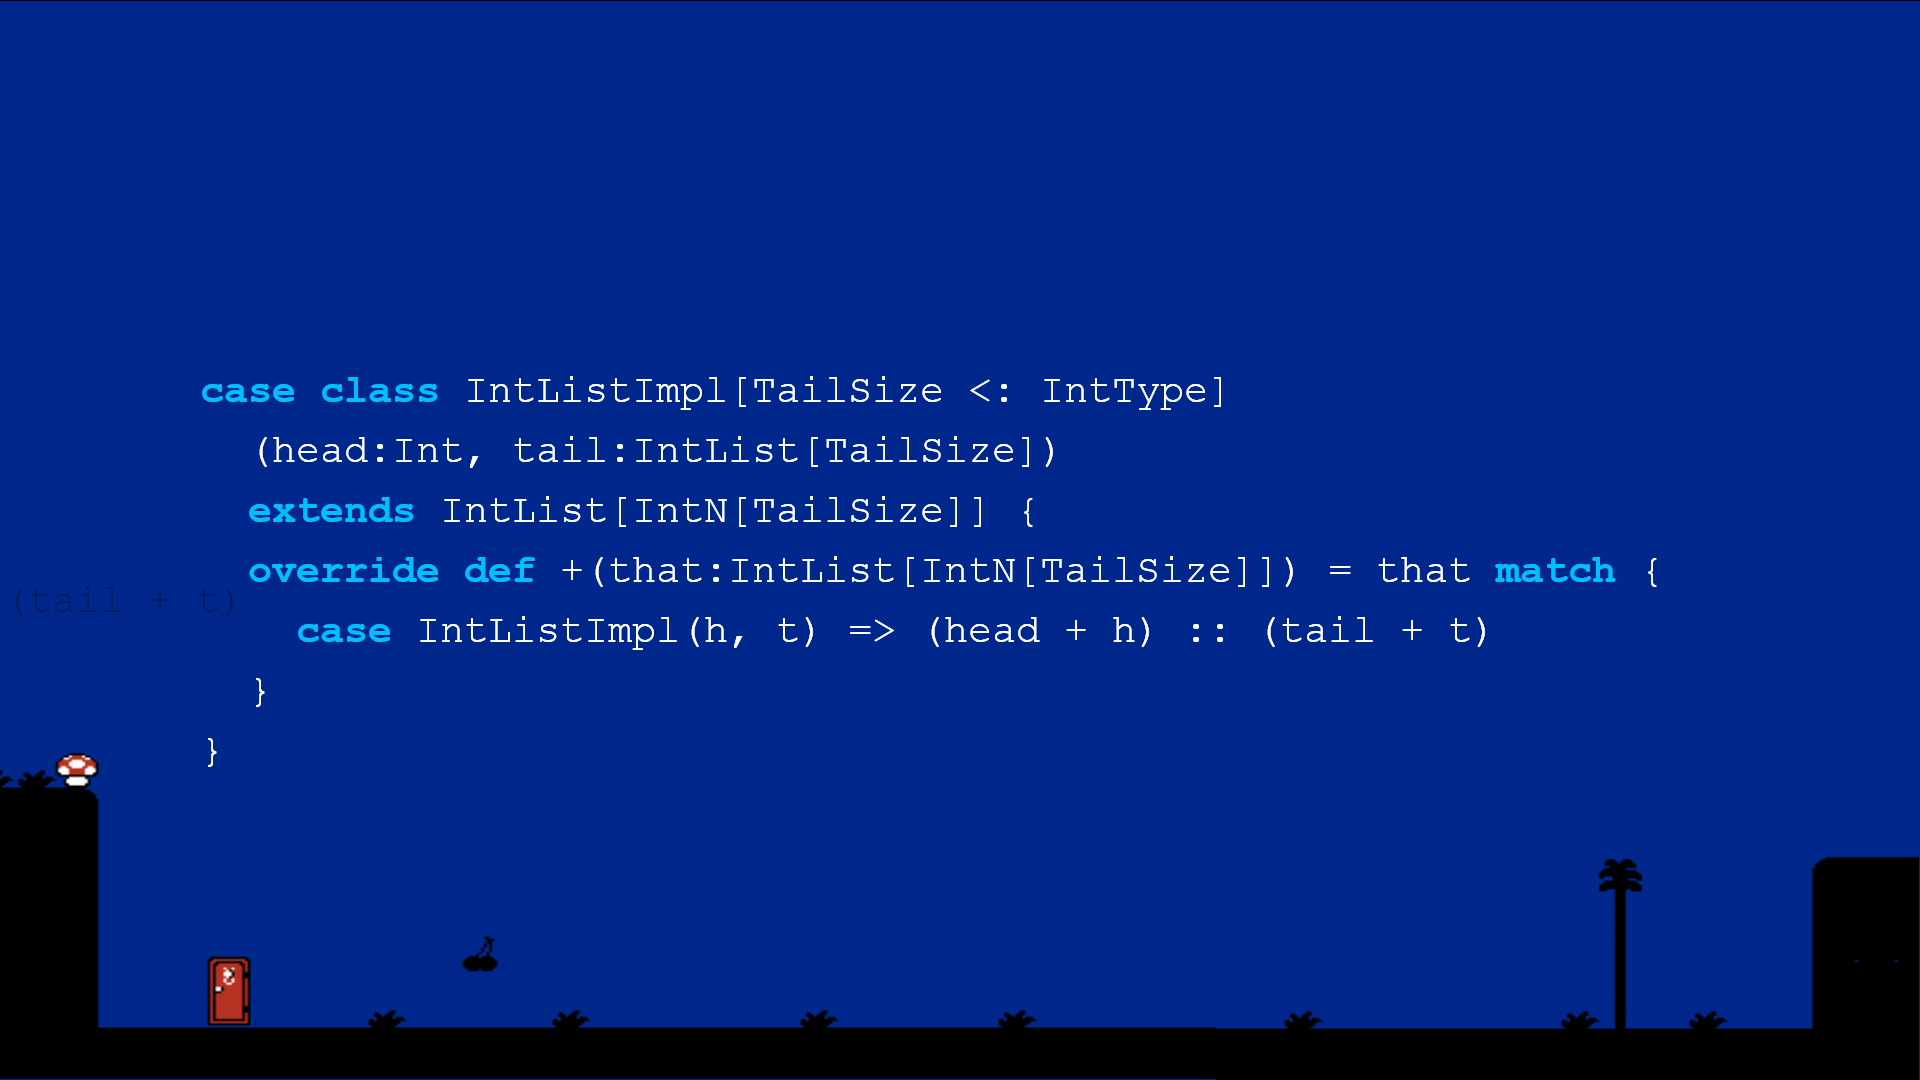 case class IntListImpl[TailSize <: IntType]
(head:Int, tail:IntList[TailSize])
extends IntList[IntN[TailSize]] {
override def +(that:IntList[IntN[TailSize]]) = that match {
(tail + t)
case IntListImpl(h, t) => (head + h) :: (tail + t)
}
}